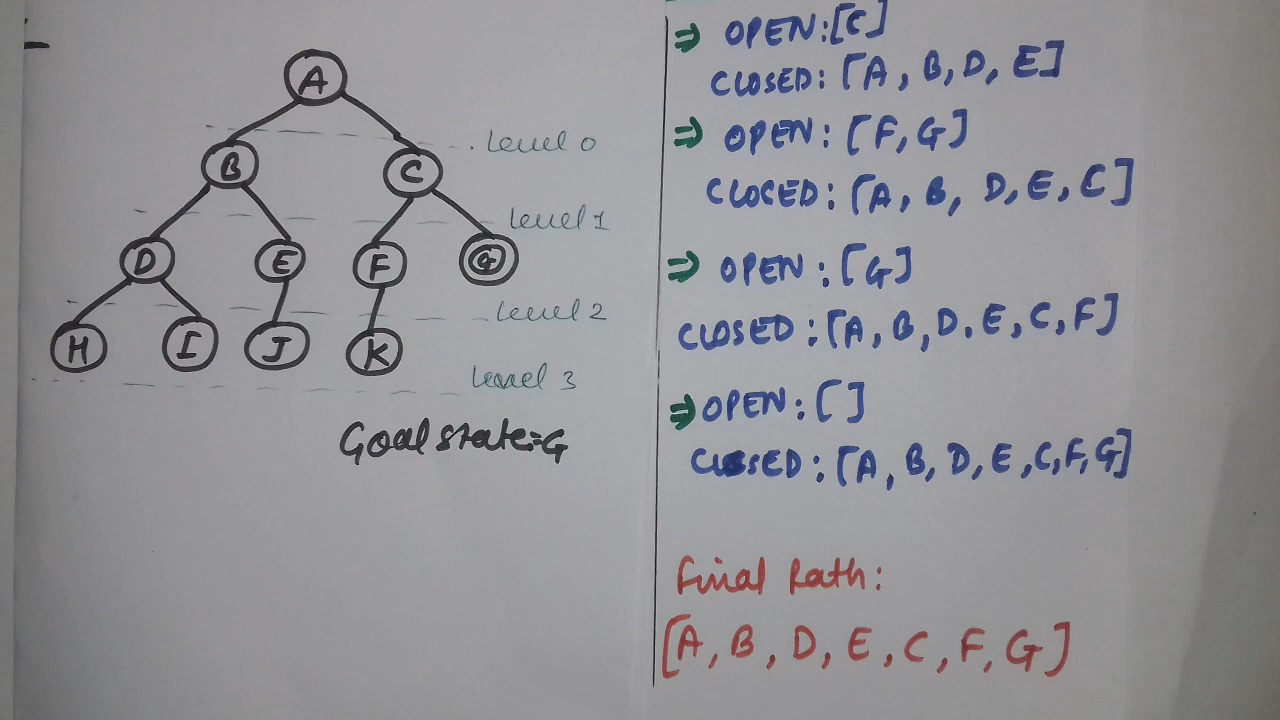 A
Level 0
B
C
Level 1
D
E
F
G
Level 2
H
I
J
K
Level 3
Goal state:G
⇒ OPEN:[C]
CLOSED: [A, B, D, E]
⇒ OPEN: [F, G]
CLOSED: [A, B, D, E, C]
⇒ OPEN: [G]
CLOSED: [A, B, D, E, C, F]
⇒ OPEN: [ ]
CLOSED: [A, B, D, E, C, F, G]
Final Path:
[A, B, D, E, C, F, G]